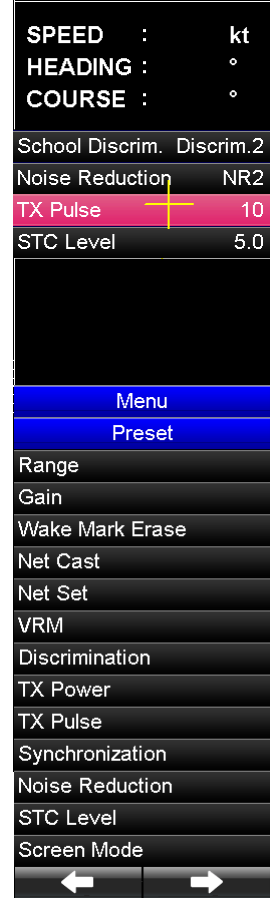 SPEED : kt
HEADING : °
COURSE : °
School Discrim. Discrim.2
Noise Reduction NR2
TX Pulse 10
STC Level 5.0
Menu
Preset
Range
Gain
Wake Mark Erase
Net Cast
Net Set
VRM
Discrimination
TX Power
TX Pulse
Synchronization
Noise Reduction
STC Level
Screen Mode